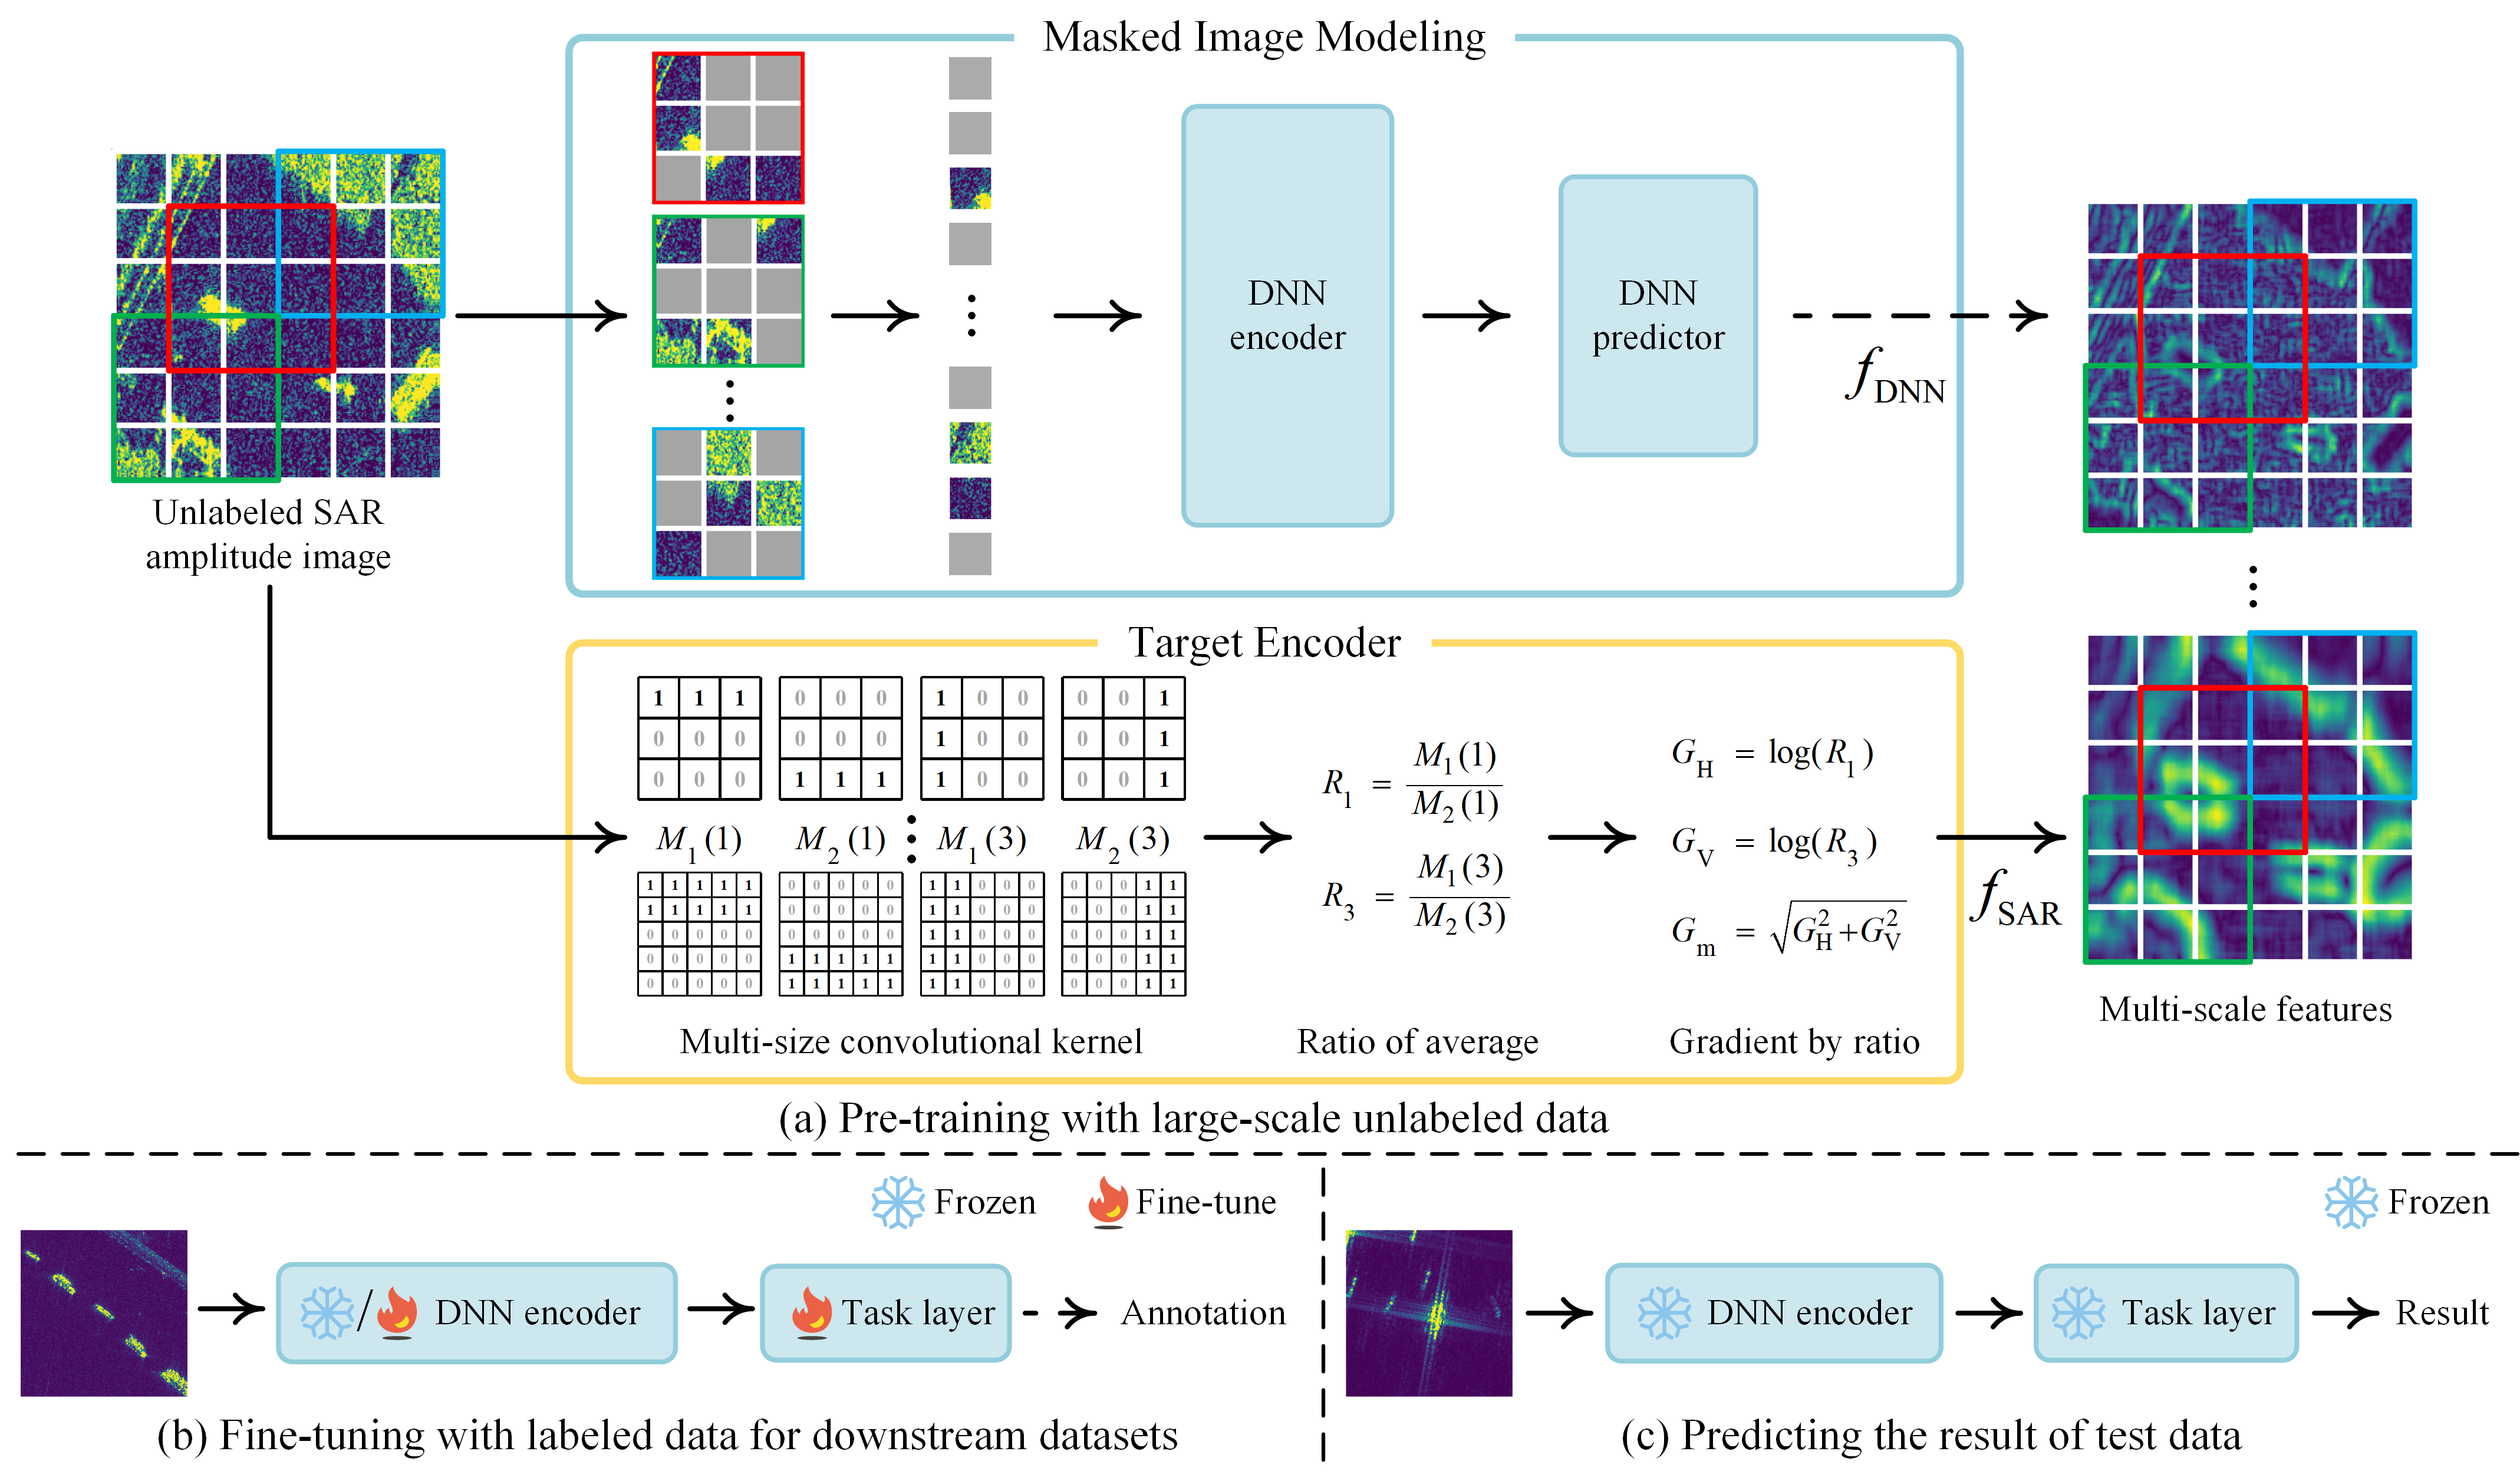 Masked Image Modeling
DNN
encoder
DNN
predictor
f_DNN
Unlabeled SAR
amplitude image
Target Encoder
1 1 1
0 0 0
0 0 0
0 0 0
0 0 0
1 1 1
1 0 0
1 0 0
1 0 0
0 0 1
0 0 1
0 0 1
M_1(1)
M_2(1)
M_1(3)
M_2(3)
1 1 1 1 1
1 1 1 1 1
0 0 0 0 0
0 0 0 0 0
0 0 0 0 0
0 0 0 0 0
0 0 0 0 0
0 0 0 0 0
1 1 1 1 1
1 1 1 1 1
1 1 0 0 0
1 1 0 0 0
1 1 0 0 0
1 1 0 0 0
1 1 0 0 0
0 0 0 1 1
0 0 0 1 1
0 0 0 1 1
0 0 0 1 1
0 0 0 1 1
Multi-size convolutional kernel
R_1 = M_1(1) / M_2(1)
R_3 = M_1(3) / M_2(3)
Ratio of average
G_H = log(R_1)
G_V = log(R_3)
G_m = √(G_H^2+G_V^2)
Gradient by ratio
f_SAR
Multi-scale features
(a) Pre-training with large-scale unlabeled data
Frozen
Fine-tune
/
DNN encoder
Task layer
Annotation
(b) Fine-tuning with labeled data for downstream datasets
Frozen
DNN encoder
Task layer
Result
(c) Predicting the result of test data